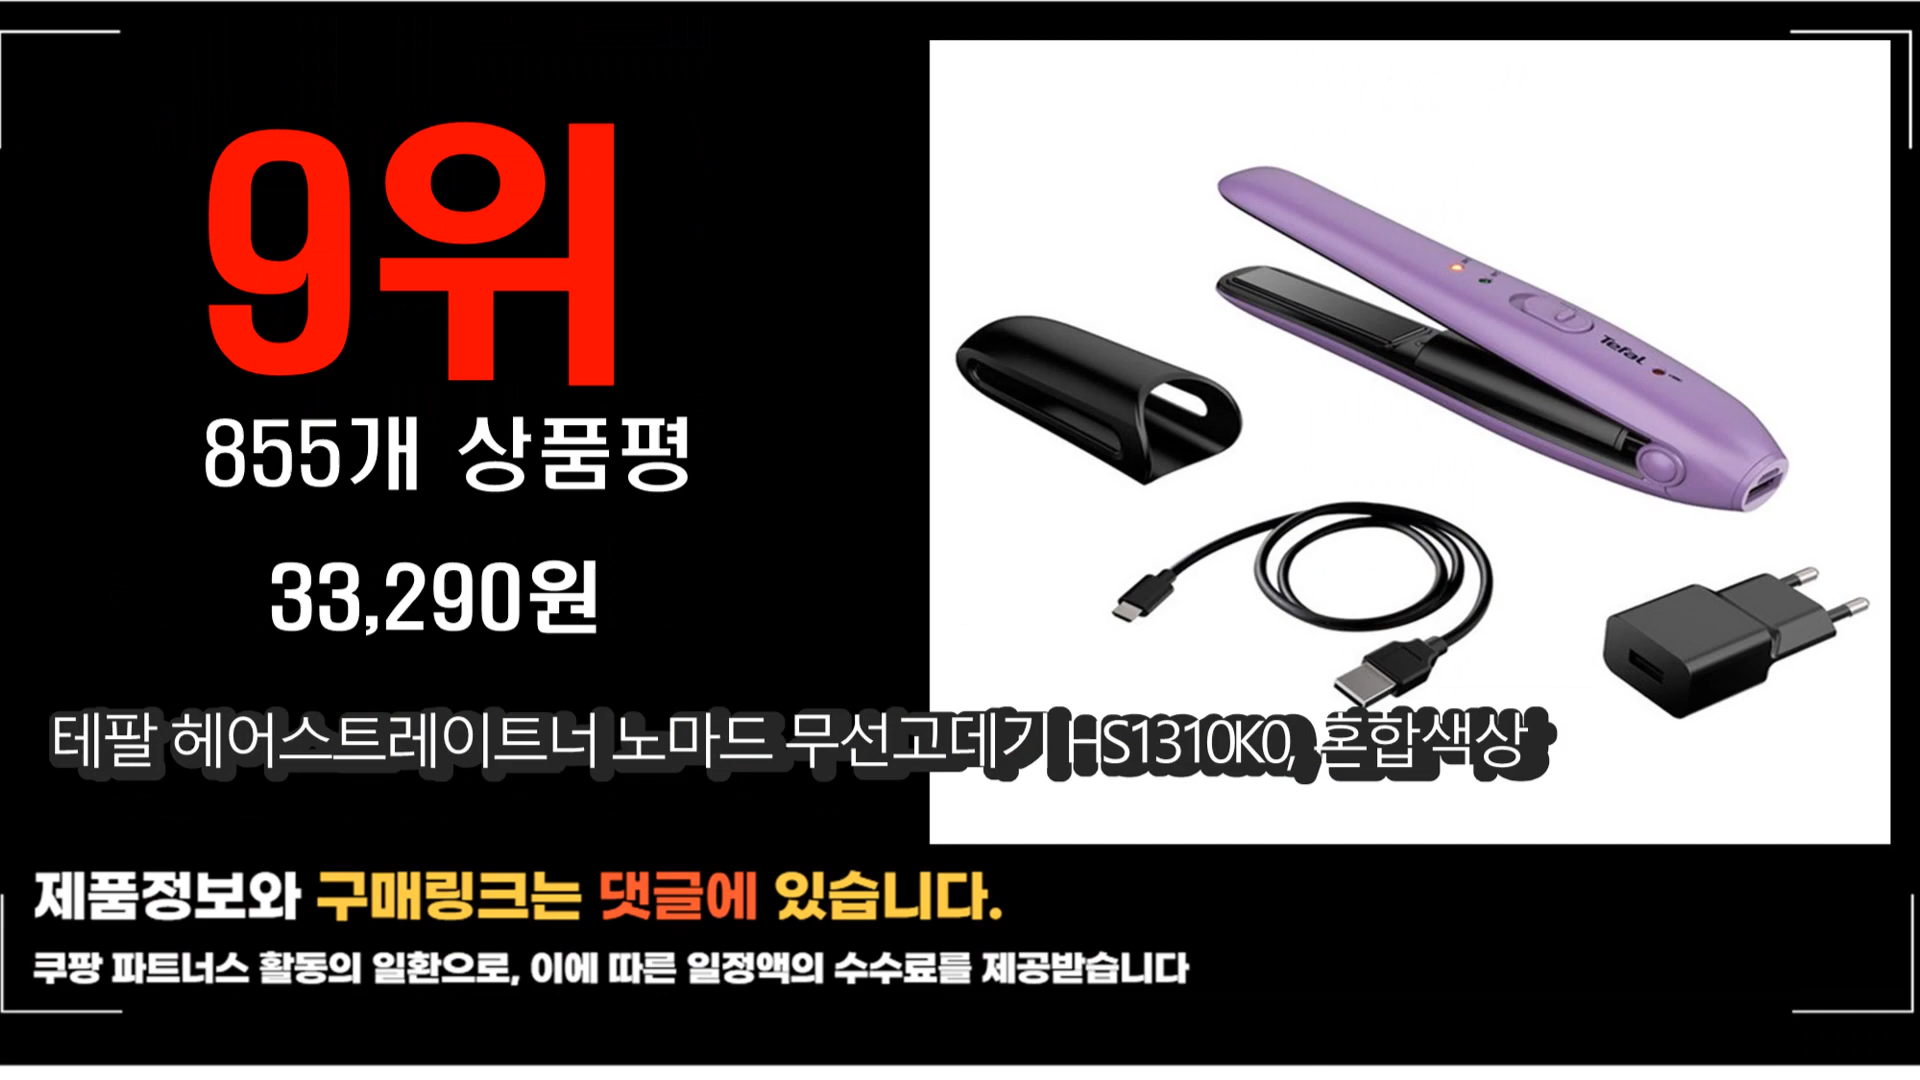 9위
855개 상품평
33,290원
Tefal
테팔 헤어스트레이트너 노마드 무선고데기 HS1310K0, 혼합색상
제품정보와 구매링크는 댓글에 있습니다.
쿠팡 파트너스 활동의 일환으로, 이에 따른 일정액의 수수료를 제공받습니다